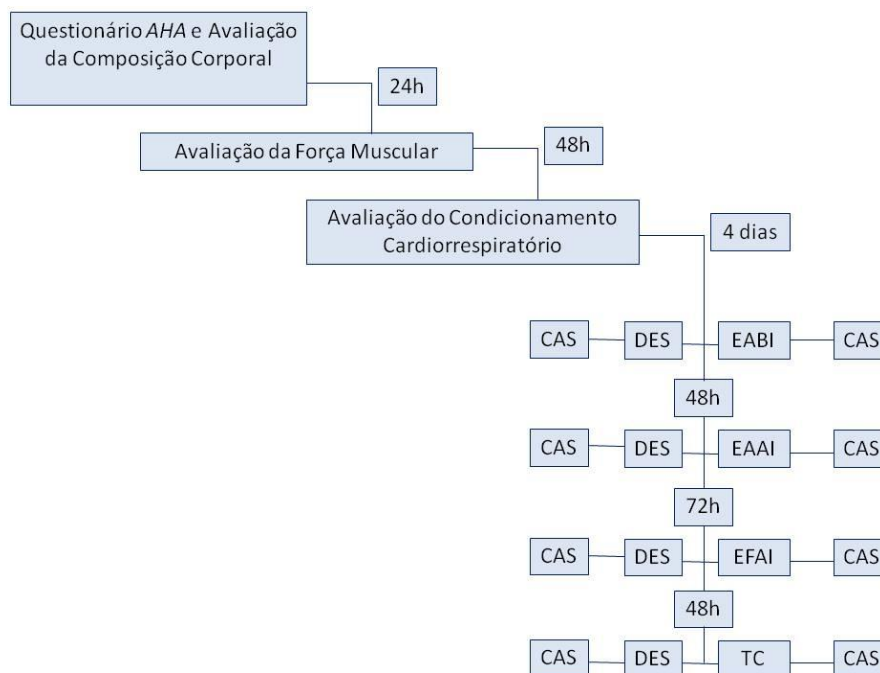 Questionário AHA e Avaliação
da Composição Corporal
24h
Avaliação da Força Muscular
48h
Avaliação do Condicionamento
Cardiorrespiratório
4 dias
CAS DES EABI CAS
48h
CAS DES EAAI CAS
72h
CAS DES EFAI CAS
48h
CAS DES TC CAS